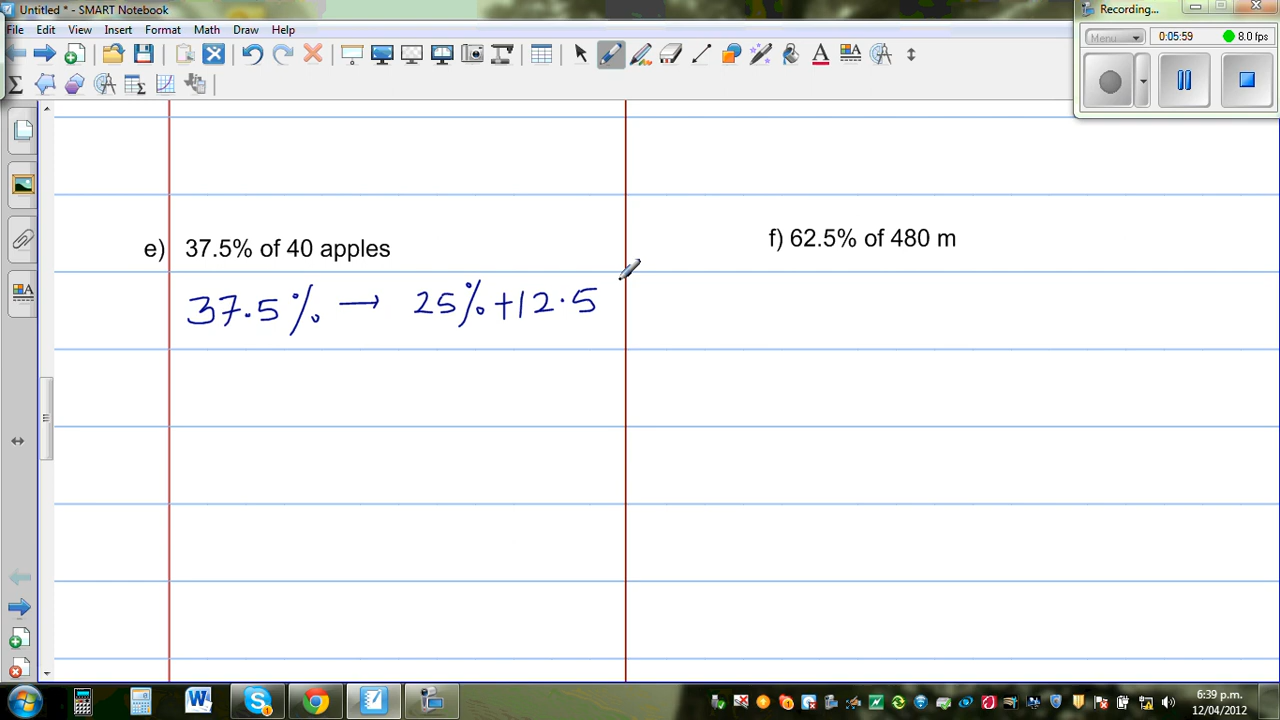 Untitled * - SMART Notebook
Recording...
File Edit View Insert Format Math Draw Help
Menu 0:05:59 8.0 fps
e) 37.5% of 40 apples
f) 62.5% of 480 m
37.5% → 25% + 12.5
6:39 p.m.
12/04/2012